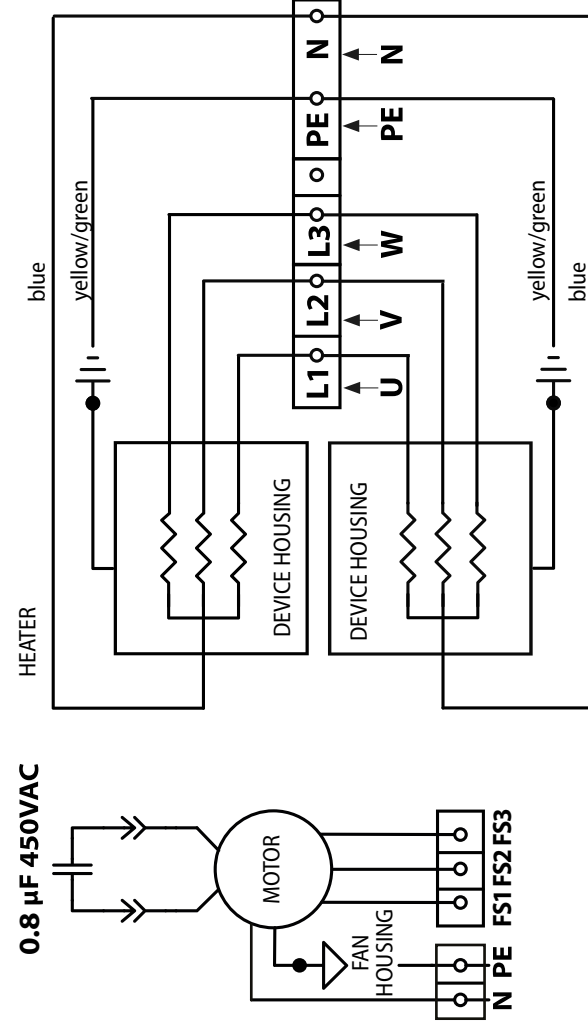 HEATER
blue
yellow/green
DEVICE HOUSING
L1 L2 L3 PE N
U V W PE N
DEVICE HOUSING
yellow/green
blue
0.8 µF 450VAC
MOTOR
FAN
HOUSING
N PE FS1 FS2 FS3